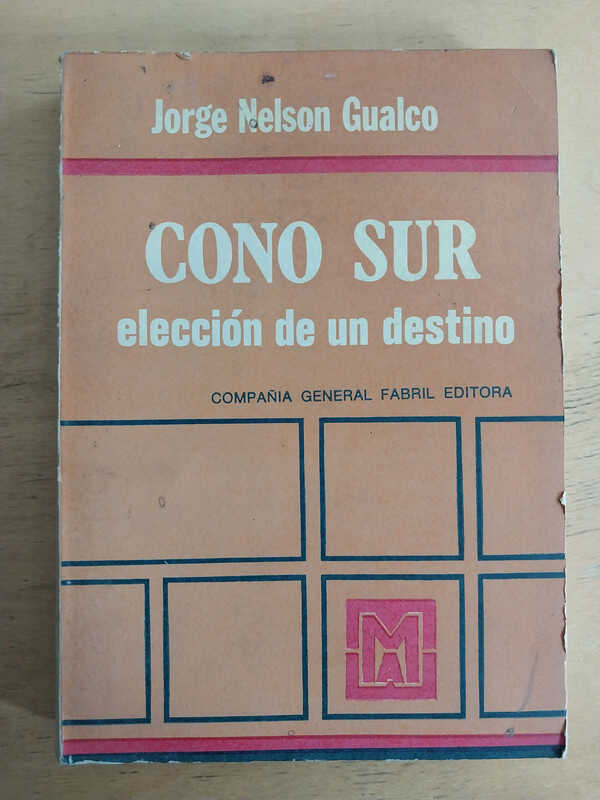 Jorge Nelson Gualco
CONO SUR
elección de un destino
COMPAÑIA GENERAL FABRIL EDITORA